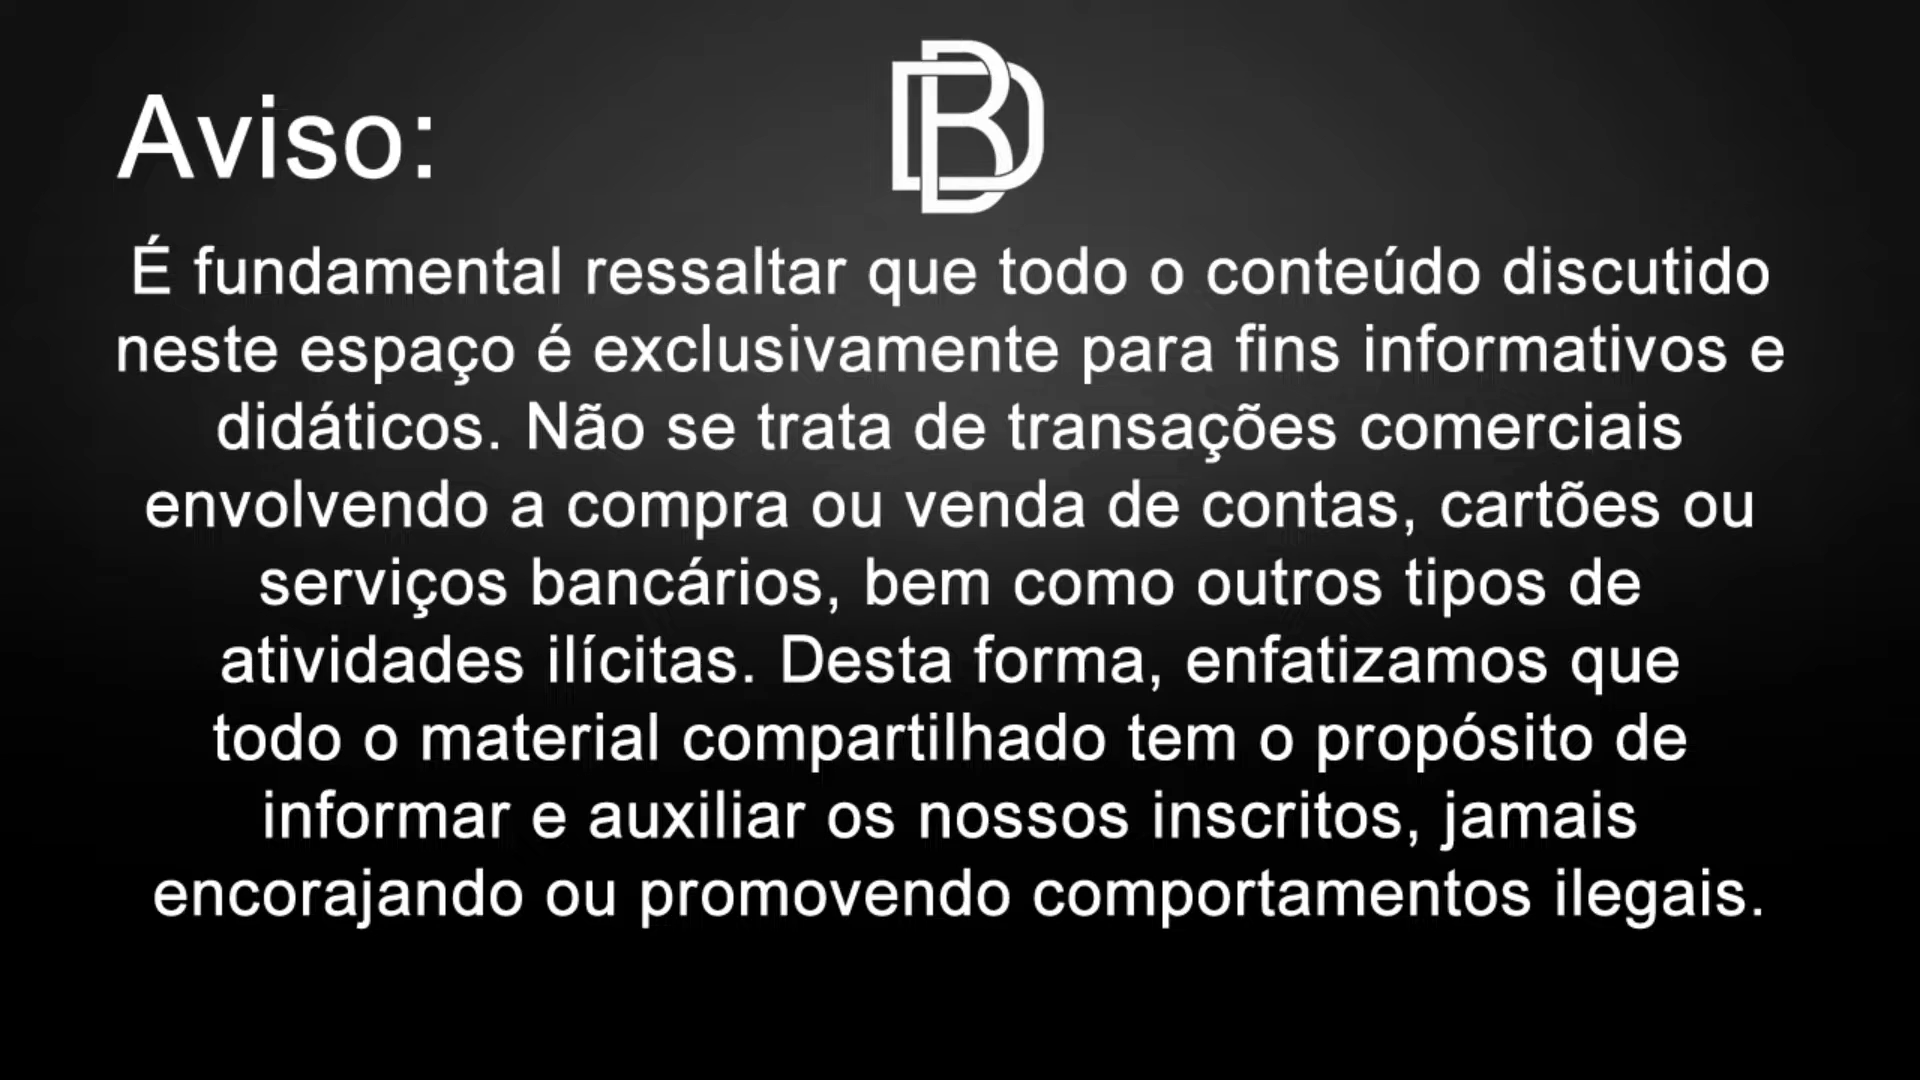 Aviso:
É fundamental ressaltar que todo o conteúdo discutido
neste espaço é exclusivamente para fins informativos e
didáticos. Não se trata de transações comerciais
envolvendo a compra ou venda de contas, cartões ou
serviços bancários, bem como outros tipos de
atividades ilícitas. Desta forma, enfatizamos que
todo o material compartilhado tem o propósito de
informar e auxiliar os nossos inscritos, jamais
encorajando ou promovendo comportamentos ilegais.